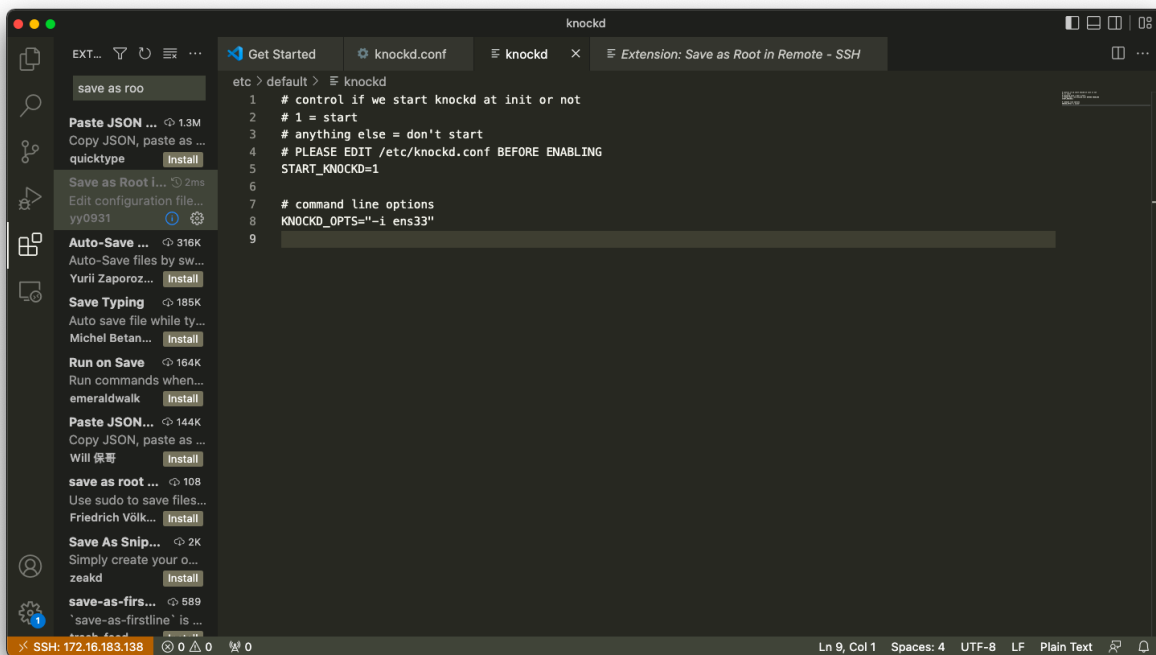 knockd
EXT...
save as roo
Paste JSON ... 1.3M
Copy JSON, paste as ...
quicktype Install
Save as Root i... 2ms
Edit configuration file...
yy0931
Auto-Save ... 316K
Auto-Save files by sw...
Yurii Zaporoz... Install
Save Typing 185K
Auto save file while ty...
Michel Betan... Install
Run on Save 164K
Run commands when...
emeraldwalk Install
Paste JSON... 144K
Copy JSON, paste as ...
Will 保哥 Install
save as root ... 108
Use sudo to save files...
Friedrich Völk... Install
Save As Snip... 2K
Simply create your o...
zeakd Install
save-as-firs... 589
`save-as-firstline` is ...
Get Started knockd.conf knockd Extension: Save as Root in Remote - SSH
etc > default > knockd
1 # control if we start knockd at init or not
2 # 1 = start
3 # anything else = don't start
4 # PLEASE EDIT /etc/knockd.conf BEFORE ENABLING
5 START_KNOCKD=1
6
7 # command line options
8 KNOCKD_OPTS="-i ens33"
9
1
SSH: 172.16.183.138 0 0 0 Ln 9, Col 1 Spaces: 4 UTF-8 LF Plain Text